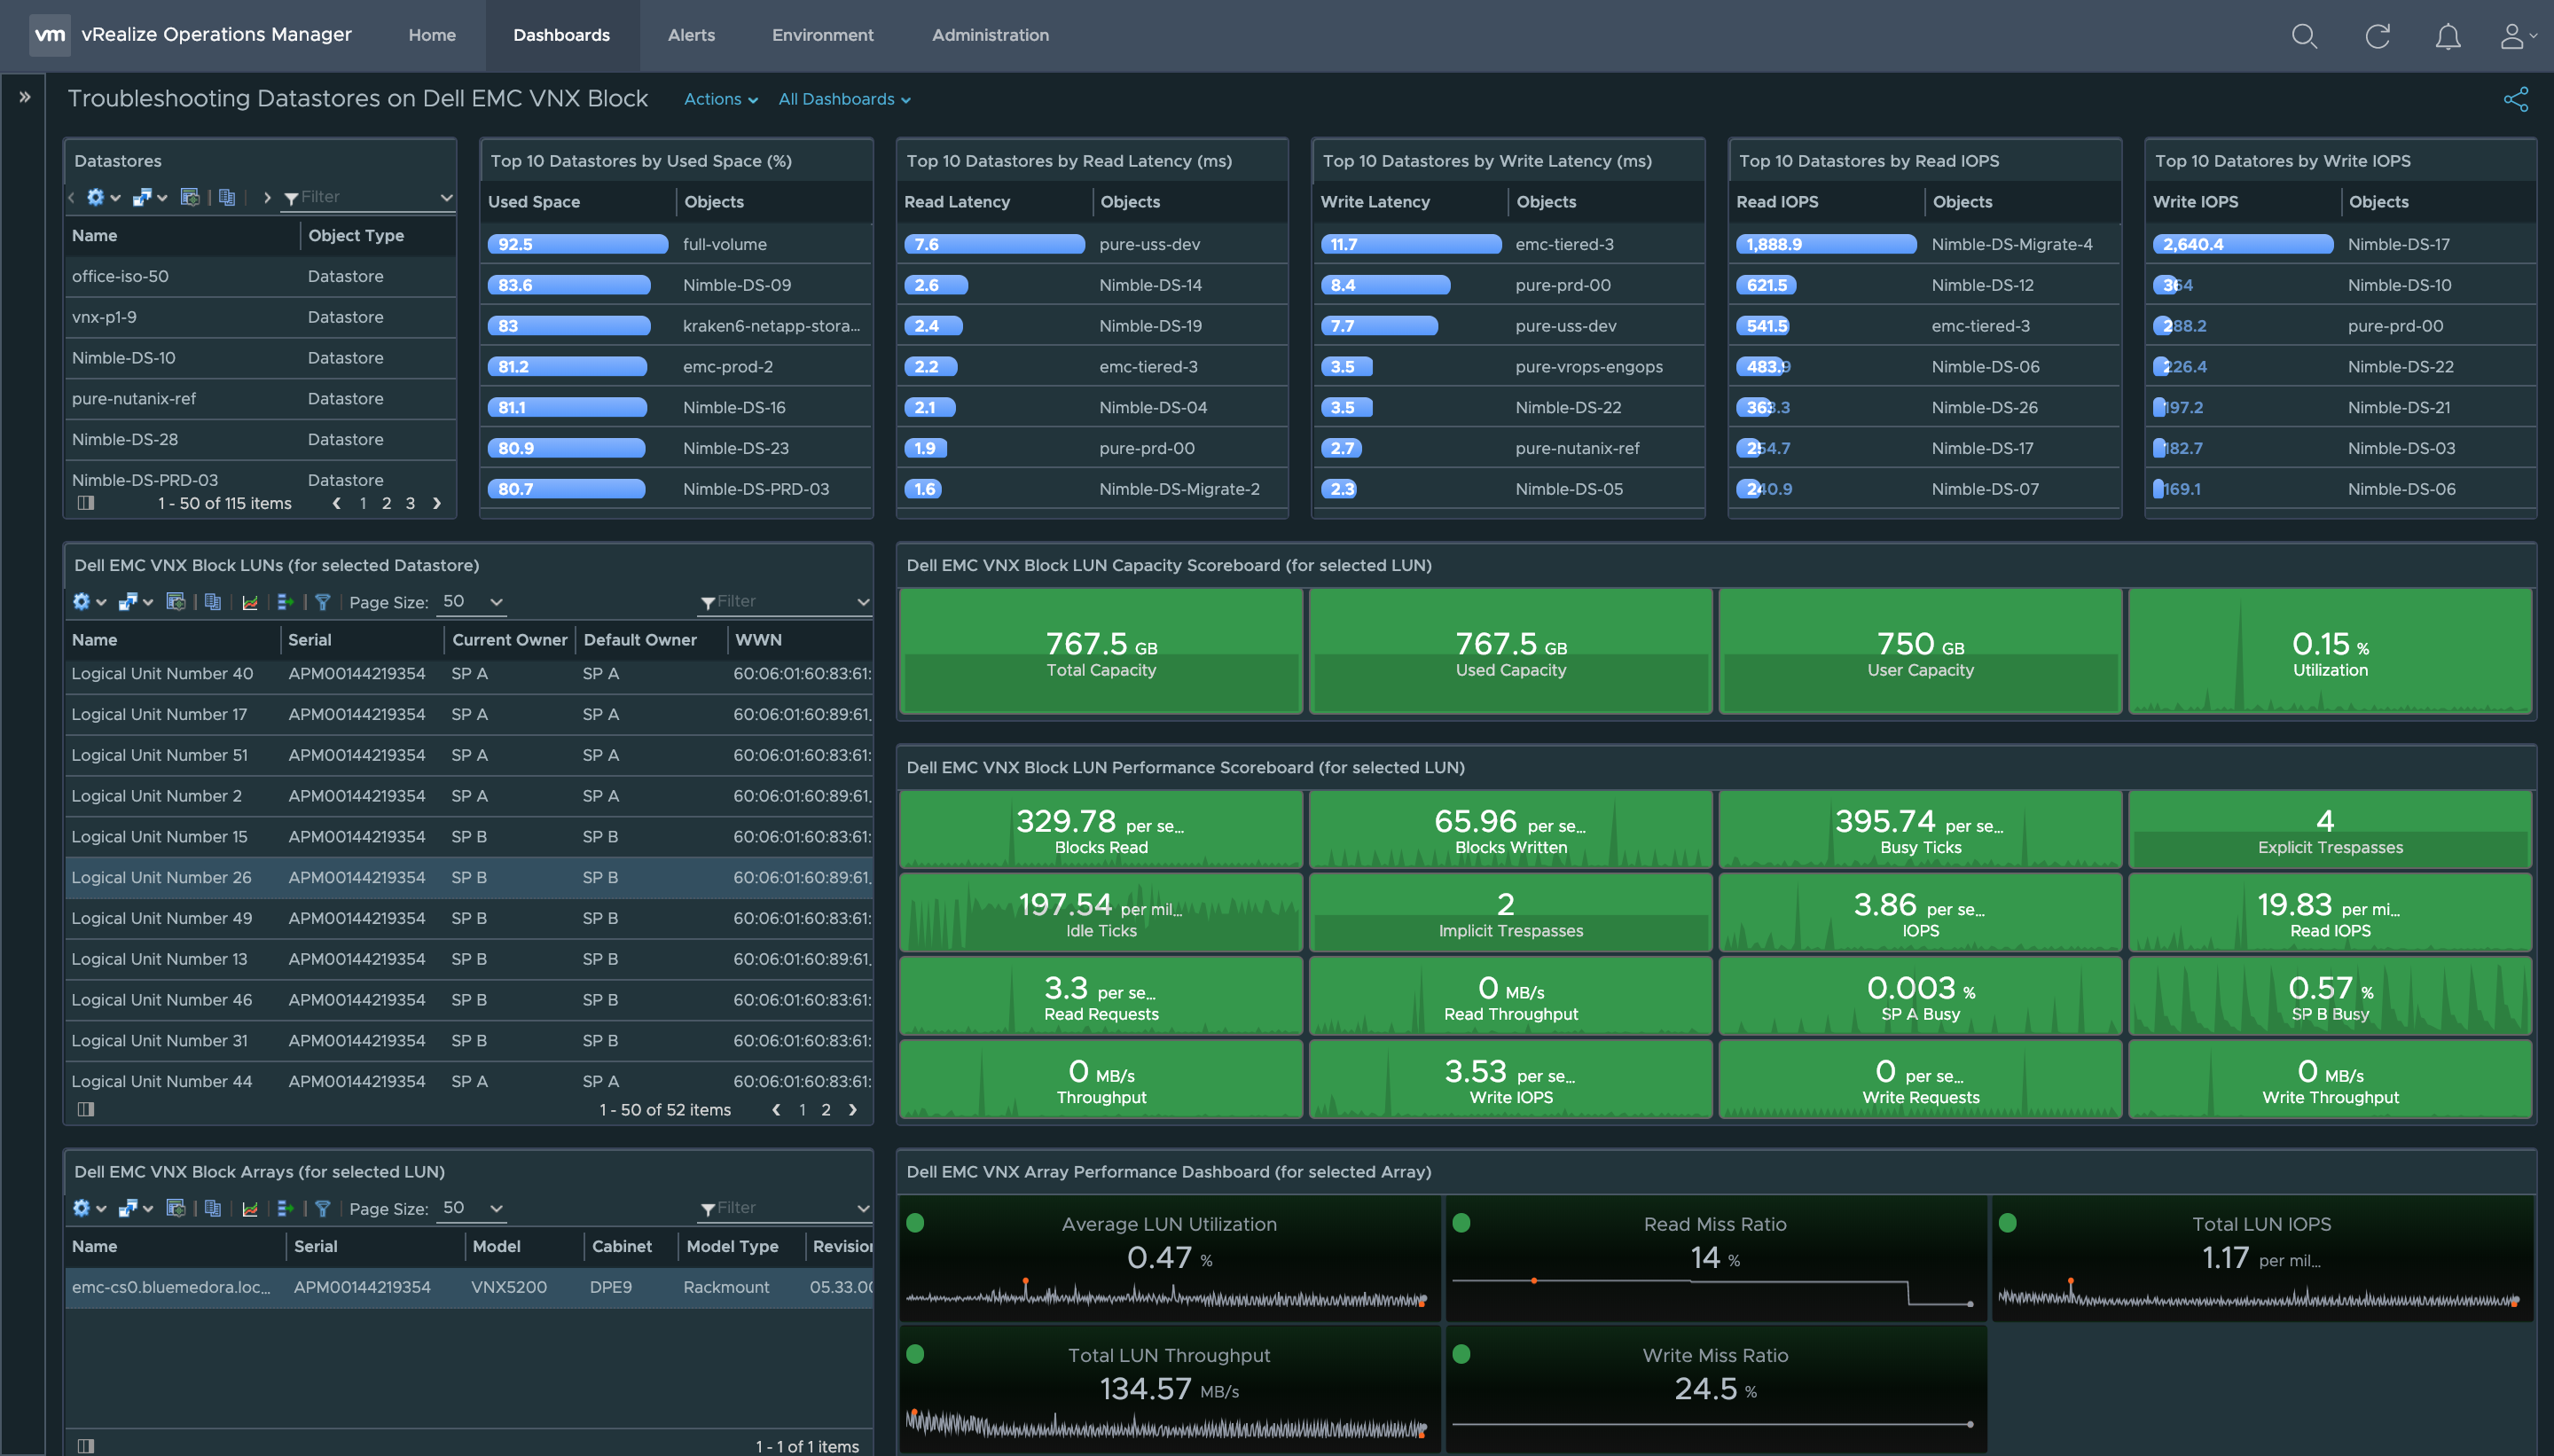 vm vRealize Operations Manager Home Dashboards Alerts Environment Administration
Troubleshooting Datastores on Dell EMC VNX Block Actions All Dashboards
Datastores
Filter
Name Object Type
office-iso-50 Datastore
vnx-p1-9 Datastore
Nimble-DS-10 Datastore
pure-nutanix-ref Datastore
Nimble-DS-28 Datastore
Nimble-DS-PRD-03 Datastore
1 - 50 of 115 items 1 2 3
Top 10 Datastores by Used Space (%)
Used Space Objects
92.5 full-volume
83.6 Nimble-DS-09
83 kraken6-netapp-stora...
81.2 emc-prod-2
81.1 Nimble-DS-16
80.9 Nimble-DS-23
80.7 Nimble-DS-PRD-03
Top 10 Datastores by Read Latency (ms)
Read Latency Objects
7.6 pure-uss-dev
2.6 Nimble-DS-14
2.4 Nimble-DS-19
2.2 emc-tiered-3
2.1 Nimble-DS-04
1.9 pure-prd-00
1.6 Nimble-DS-Migrate-2
Top 10 Datastores by Write Latency (ms)
Write Latency Objects
11.7 emc-tiered-3
8.4 pure-prd-00
7.7 pure-uss-dev
3.5 pure-vrops-engops
3.5 Nimble-DS-22
2.7 pure-nutanix-ref
2.3 Nimble-DS-05
Top 10 Datastores by Read IOPS
Read IOPS Objects
1,888.9 Nimble-DS-Migrate-4
621.5 Nimble-DS-12
541.5 emc-tiered-3
483.9 Nimble-DS-06
363.3 Nimble-DS-26
254.7 Nimble-DS-17
240.9 Nimble-DS-07
Top 10 Datatores by Write IOPS
Write IOPS Objects
2,640.4 Nimble-DS-17
364 Nimble-DS-10
288.2 pure-prd-00
226.4 Nimble-DS-22
197.2 Nimble-DS-21
182.7 Nimble-DS-03
169.1 Nimble-DS-06
Dell EMC VNX Block LUNs (for selected Datastore)
Page Size: 50 Filter
Name Serial Current Owner Default Owner WWN
Logical Unit Number 40 APM00144219354 SP A SP A 60:06:01:60:83:61:
Logical Unit Number 17 APM00144219354 SP A SP A 60:06:01:60:89:61.
Logical Unit Number 51 APM00144219354 SP A SP A 60:06:01:60:83:61:
Logical Unit Number 2 APM00144219354 SP A SP A 60:06:01:60:89:61.
Logical Unit Number 15 APM00144219354 SP B SP B 60:06:01:60:83:61:
Logical Unit Number 26 APM00144219354 SP B SP B 60:06:01:60:89:61.
Logical Unit Number 49 APM00144219354 SP B SP B 60:06:01:60:83:61:
Logical Unit Number 13 APM00144219354 SP B SP B 60:06:01:60:89:61.
Logical Unit Number 46 APM00144219354 SP B SP B 60:06:01:60:83:61:
Logical Unit Number 31 APM00144219354 SP B SP B 60:06:01:60:83:61:
Logical Unit Number 44 APM00144219354 SP A SP A 60:06:01:60:83:61:
1 - 50 of 52 items 1 2
Dell EMC VNX Block LUN Capacity Scoreboard (for selected LUN)
767.5 GB
Total Capacity
767.5 GB
Used Capacity
750 GB
User Capacity
0.15 %
Utilization
Dell EMC VNX Block LUN Performance Scoreboard (for selected LUN)
329.78 per se...
Blocks Read
65.96 per se...
Blocks Written
395.74 per se...
Busy Ticks
4
Explicit Trespasses
197.54 per mil...
Idle Ticks
2
Implicit Trespasses
3.86 per se...
IOPS
19.83 per mi...
Read IOPS
3.3 per se...
Read Requests
0 MB/s
Read Throughput
0.003 %
SP A Busy
0.57 %
SP B Busy
0 MB/s
Throughput
3.53 per se...
Write IOPS
0 per se...
Write Requests
0 MB/s
Write Throughput
Dell EMC VNX Block Arrays (for selected LUN)
Page Size: 50 Filter
Name Serial Model Cabinet Model Type Revision
emc-cs0.bluemedora.loc... APM00144219354 VNX5200 DPE9 Rackmount 05.33.00
1 - 1 of 1 items
Dell EMC VNX Array Performance Dashboard (for selected Array)
Average LUN Utilization
0.47 %
Read Miss Ratio
14 %
Total LUN IOPS
1.17 per mil...
Total LUN Throughput
134.57 MB/s
Write Miss Ratio
24.5 %